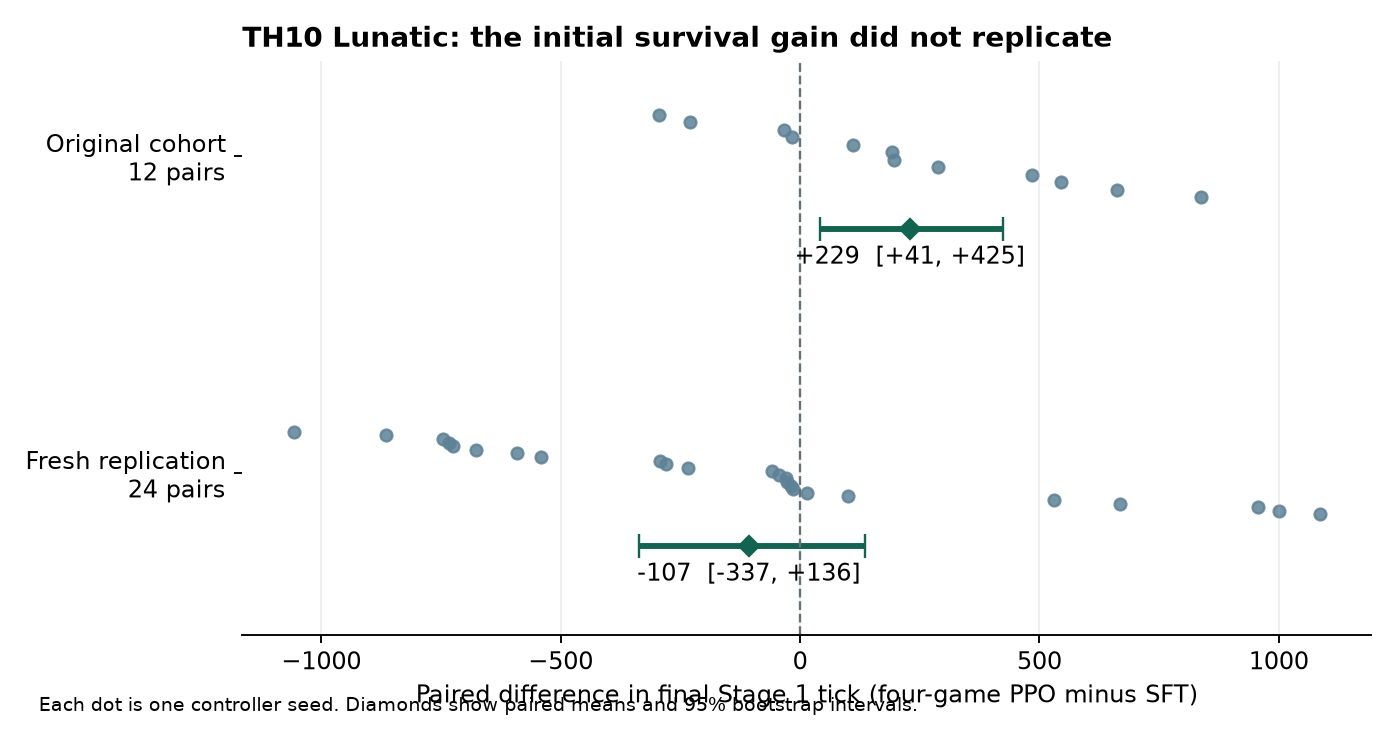 TH10 Lunatic: the initial survival gain did not replicate
Original cohort
12 pairs
+229 [+41, +425]
Fresh replication
24 pairs
-107 [-337, +136]
−1000 −500 0 500 1000
Paired difference in final Stage 1 tick (four-game PPO minus SFT)
Each dot is one controller seed. Diamonds show paired means and 95% bootstrap intervals.